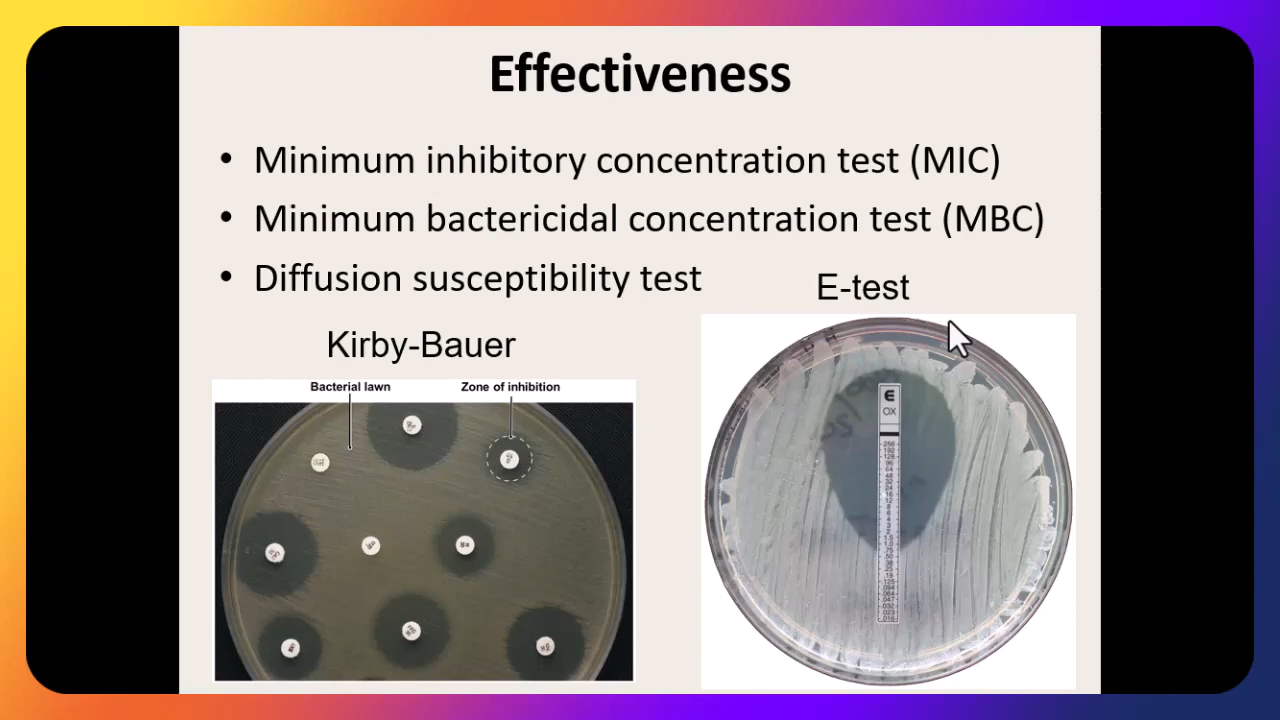 Effectiveness
• Minimum inhibitory concentration test (MIC)
• Minimum bactericidal concentration test (MBC)
• Diffusion susceptibility test
E-test
Kirby-Bauer
Bacterial lawn
Zone of inhibition
E
OX
256
192
128
96
64
48
32
24
16
12
8
6
4
3
2
1.5
1.0
.75
.50
.38
.25
.19
.125
.094
.064
.047
.032
.023
.016